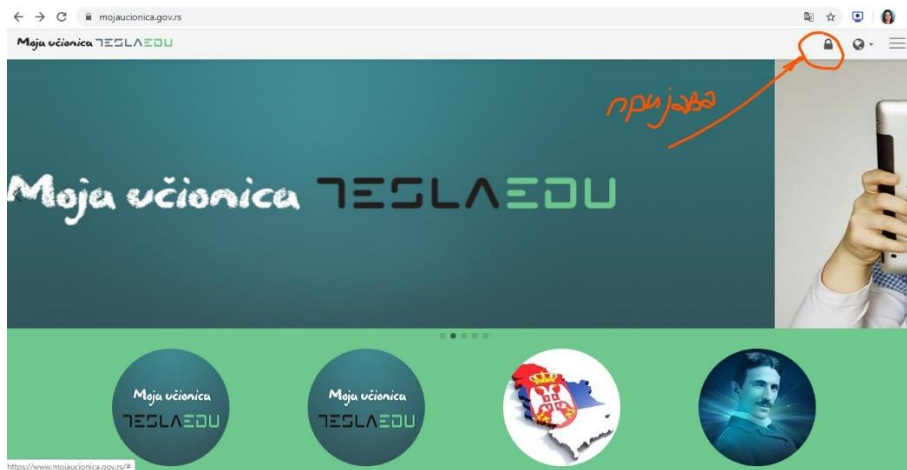 mojaucionica.gov.rs
Moja učionica TESLAEDU
пријава
Moja učionica TESLAEDU
Moja učionica
TESLAEDU
Moja učionica
TESLAEDU
https://www.mojaucionica.gov.rs/#